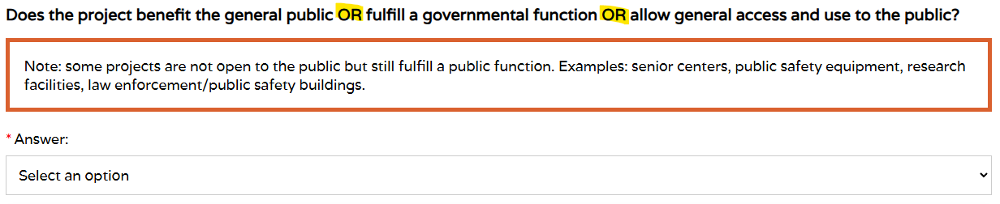 Does the project benefit the general public OR fulfill a governmental function OR allow general access and use to the public?
Note: some projects are not open to the public but still fulfill a public function. Examples: senior centers, public safety equipment, research
facilities, law enforcement/public safety buildings.
* Answer:
Select an option